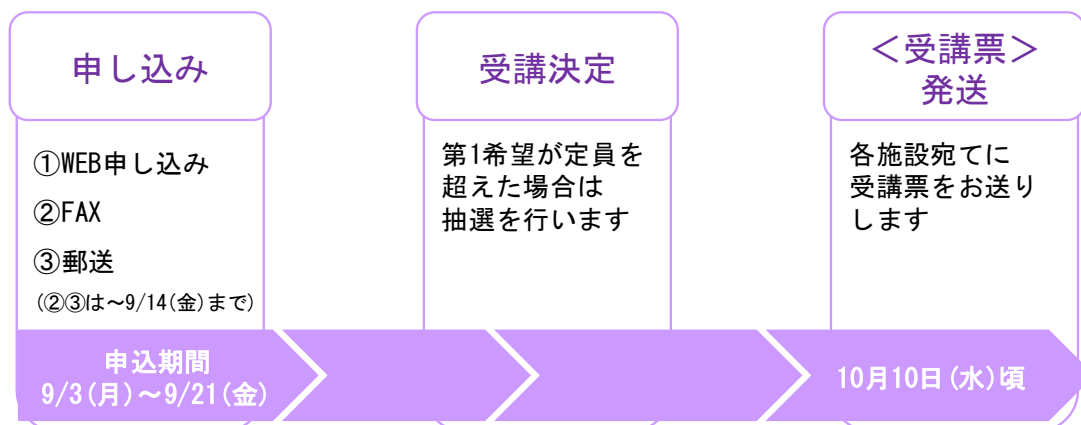 申し込み
①WEB申し込み
②FAX
③郵送
(②③は～9/14(金)まで)
申込期間
9/3(月)～9/21(金)
受講決定
第1希望が定員を
超えた場合は
抽選を行います
＜受講票＞
発送
各施設宛てに
受講票をお送り
します
10月10日(水)頃